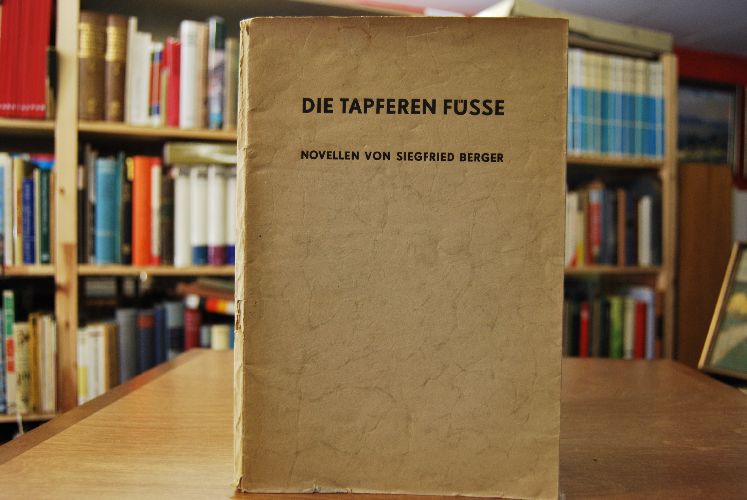 DIE TAPFEREN FÜSSE
NOVELLEN VON SIEGFRIED BERGER